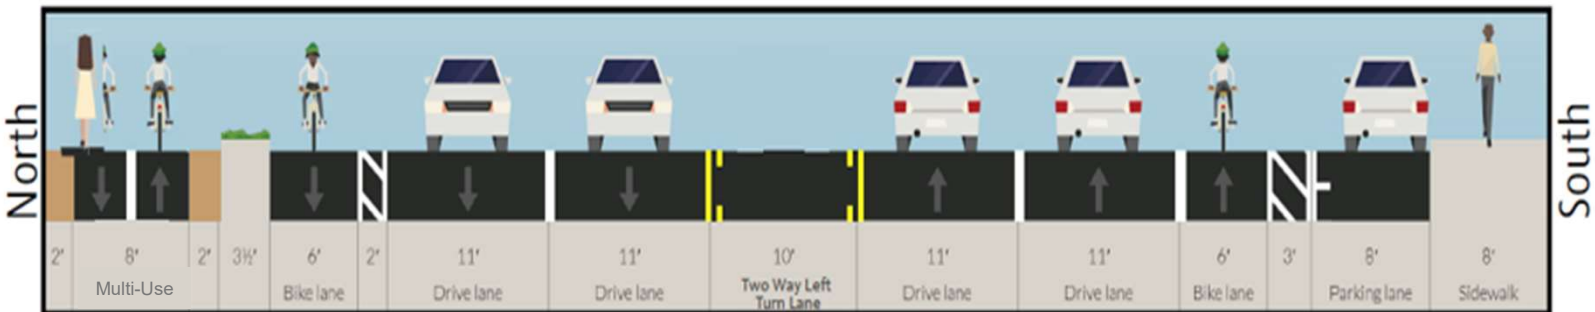 North
2'
8'
Multi-Use
2'
3½'
6'
Bike lane
2'
11'
Drive lane
11'
Drive lane
10'
Two Way Left
Turn Lane
11'
Drive lane
11'
Drive lane
6'
Bike lane
3'
8'
Parking lane
8'
Sidewalk
South